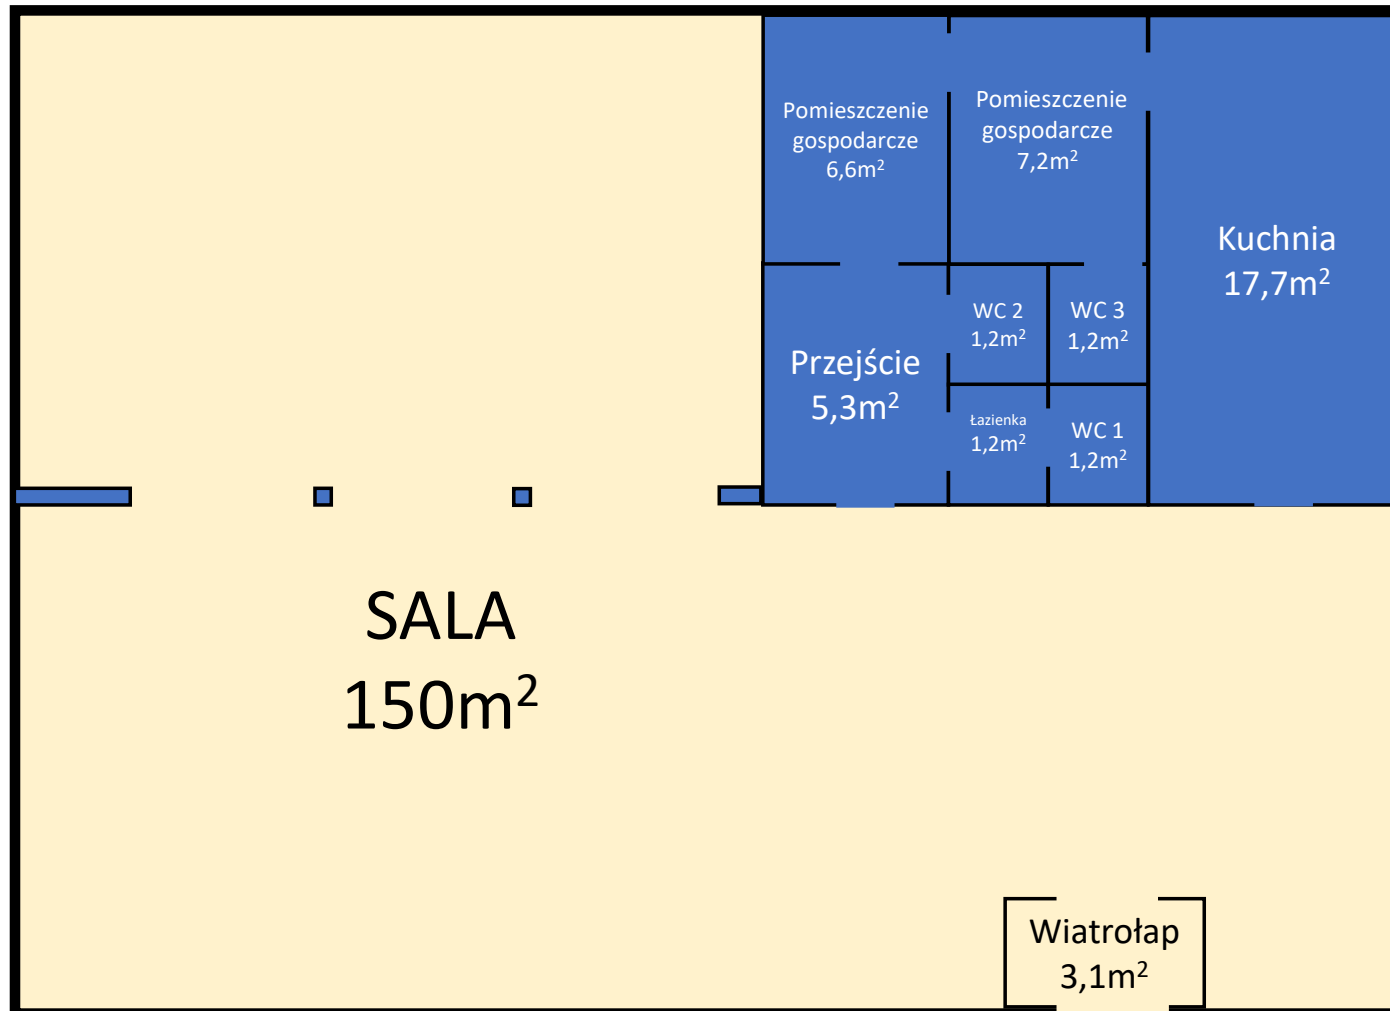 Pomieszczenie
gospodarcze
6,6m²
Pomieszczenie
gospodarcze
7,2m²
Kuchnia
17,7m²
WC 2
1,2m²
WC 3
1,2m²
Przejście
5,3m²
Łazienka
1,2m²
WC 1
1,2m²
SALA
150m²
Wiatrołap
3,1m²